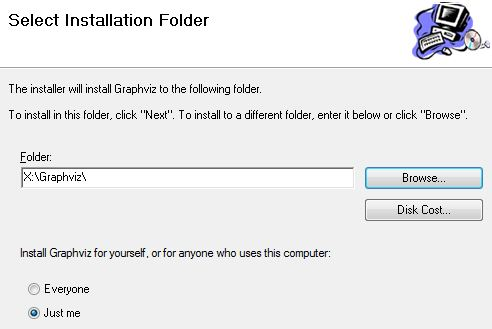 Select Installation Folder
The installer will install Graphviz to the following folder.
To install in this folder, click "Next". To install to a different folder, enter it below or click "Browse".
Folder:
X:\Graphviz\
Browse...
Disk Cost...
Install Graphviz for yourself, or for anyone who uses this computer:
Everyone
Just me